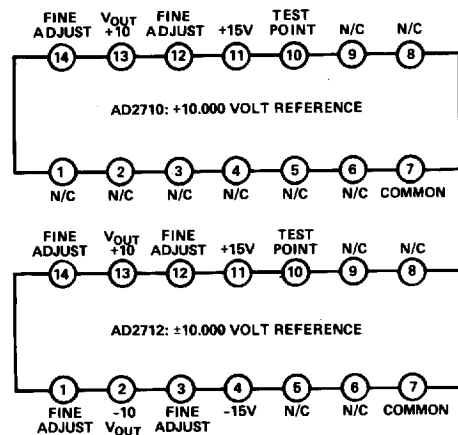 FINE ADJUST VOUT +10 FINE ADJUST +15V TEST POINT N/C N/C
14 13 12 11 10 9 8
AD2710: +10.000 VOLT REFERENCE
1 2 3 4 5 6 7
N/C N/C N/C N/C N/C N/C COMMON
FINE ADJUST VOUT +10 FINE ADJUST +15V TEST POINT N/C N/C
14 13 12 11 10 9 8
AD2712: ±10.000 VOLT REFERENCE
1 2 3 4 5 6 7
FINE ADJUST -10 VOUT FINE ADJUST -15V N/C N/C COMMON